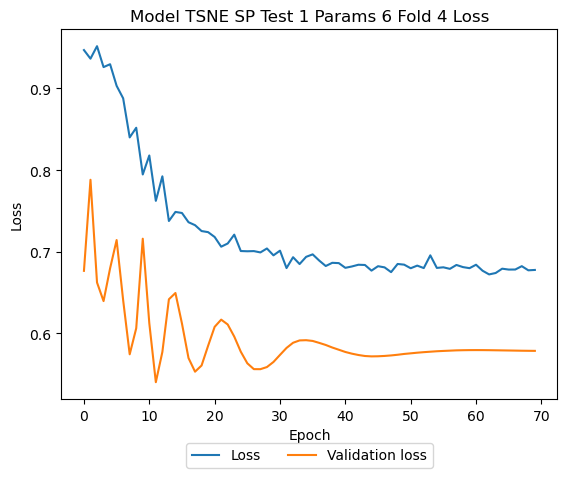 Model TSNE SP Test 1 Params 6 Fold 4 Loss
Loss
0.9
0.8
0.7
0.6
0 10 20 30 40 50 60 70
Epoch
Loss Validation loss